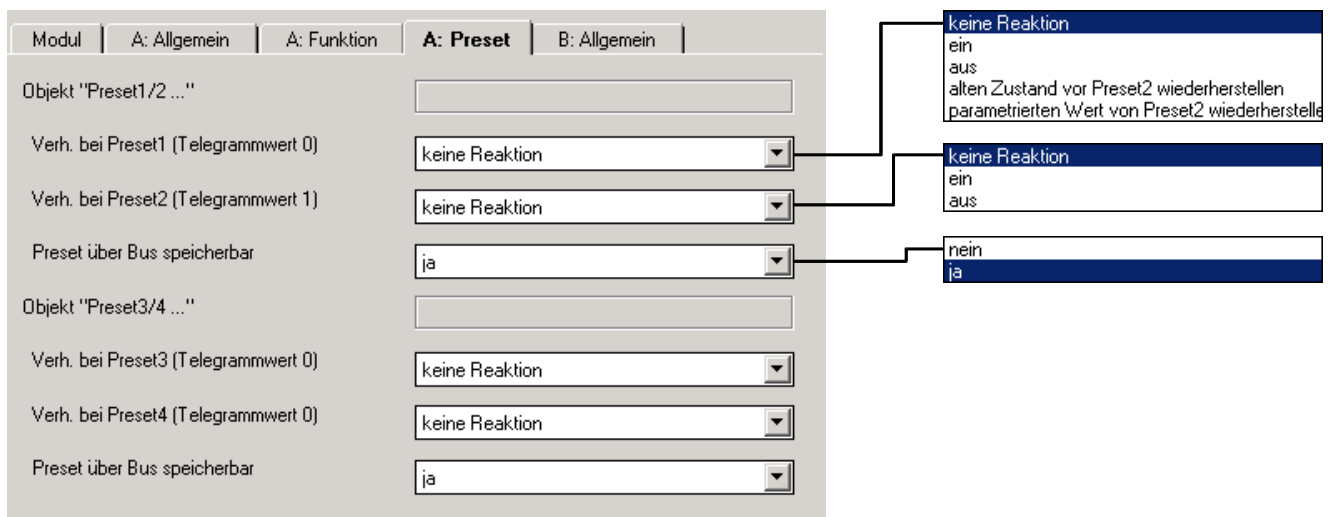 Modul
A: Allgemein
A: Funktion
A: Preset
B: Allgemein
Objekt "Preset1/2 ..."
Verh. bei Preset1 (Telegrammwert 0)
keine Reaktion
Verh. bei Preset2 (Telegrammwert 1)
keine Reaktion
Preset über Bus speicherbar
ja
Objekt "Preset3/4 ..."
Verh. bei Preset3 (Telegrammwert 0)
keine Reaktion
Verh. bei Preset4 (Telegrammwert 0)
keine Reaktion
Preset über Bus speicherbar
ja
keine Reaktion
ein
aus
alten Zustand vor Preset2 wiederherstellen
parametrierten Wert von Preset2 wiederherstelle
keine Reaktion
ein
aus
nein
ja